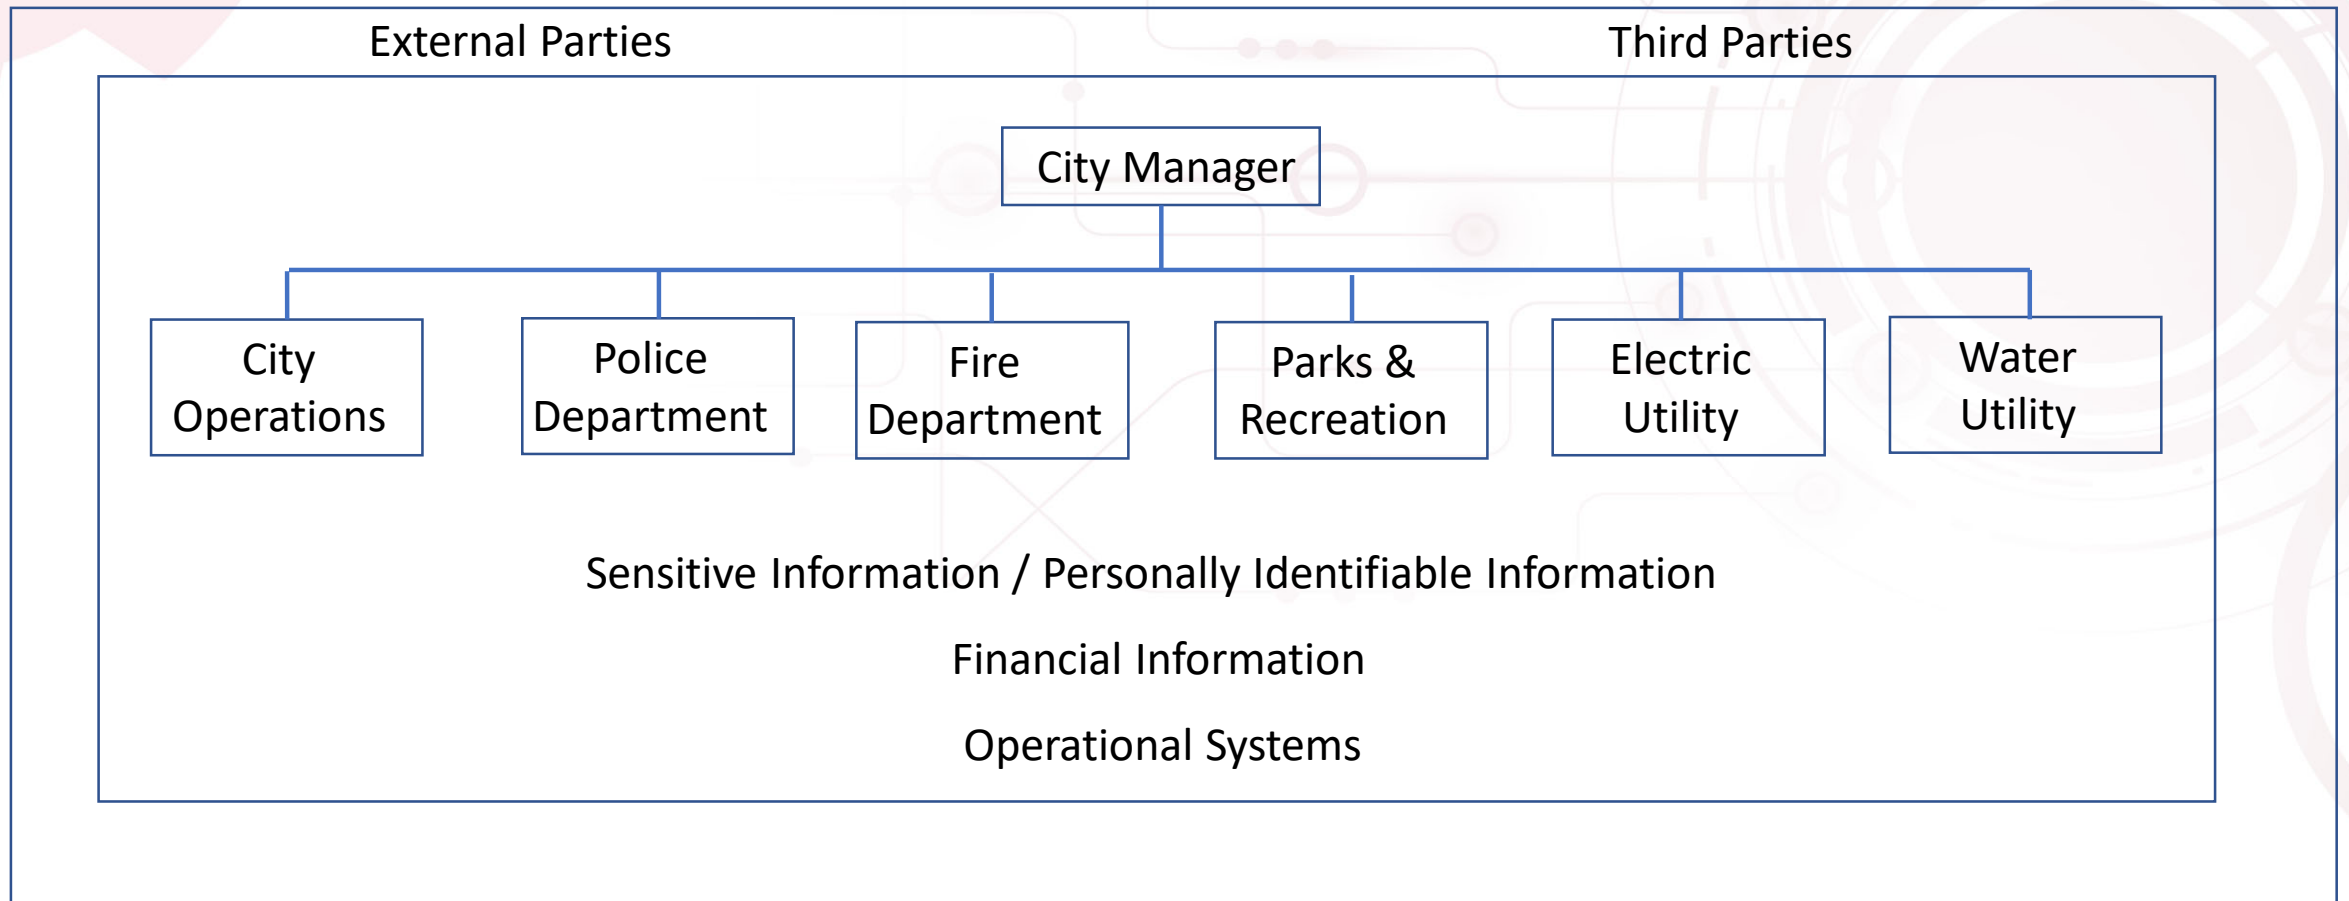 External Parties
Third Parties
City Manager
City
Operations
Police
Department
Fire
Department
Parks &
Recreation
Electric
Utility
Water
Utility
Sensitive Information / Personally Identifiable Information
Financial Information
Operational Systems